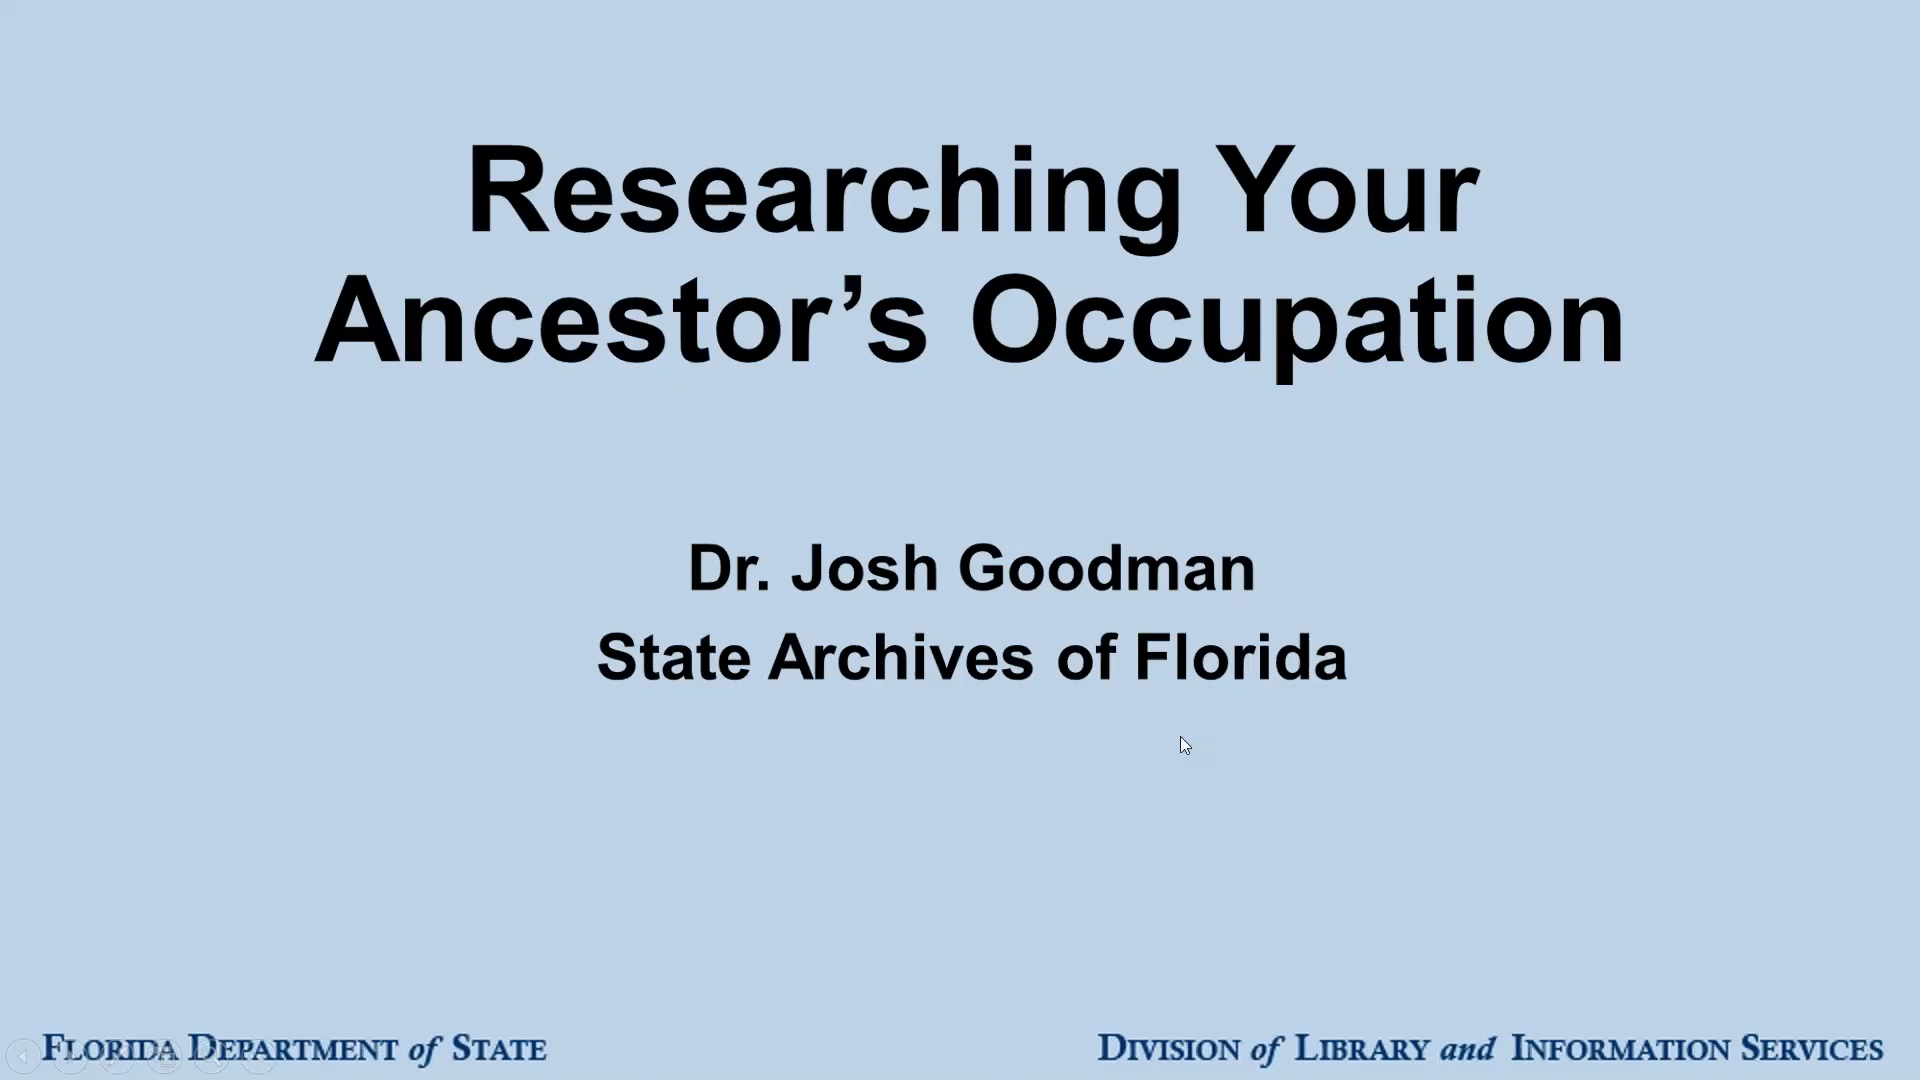 Researching Your
Ancestor’s Occupation
Dr. Josh Goodman
State Archives of Florida
Florida Department of State
Division of Library and Information Services